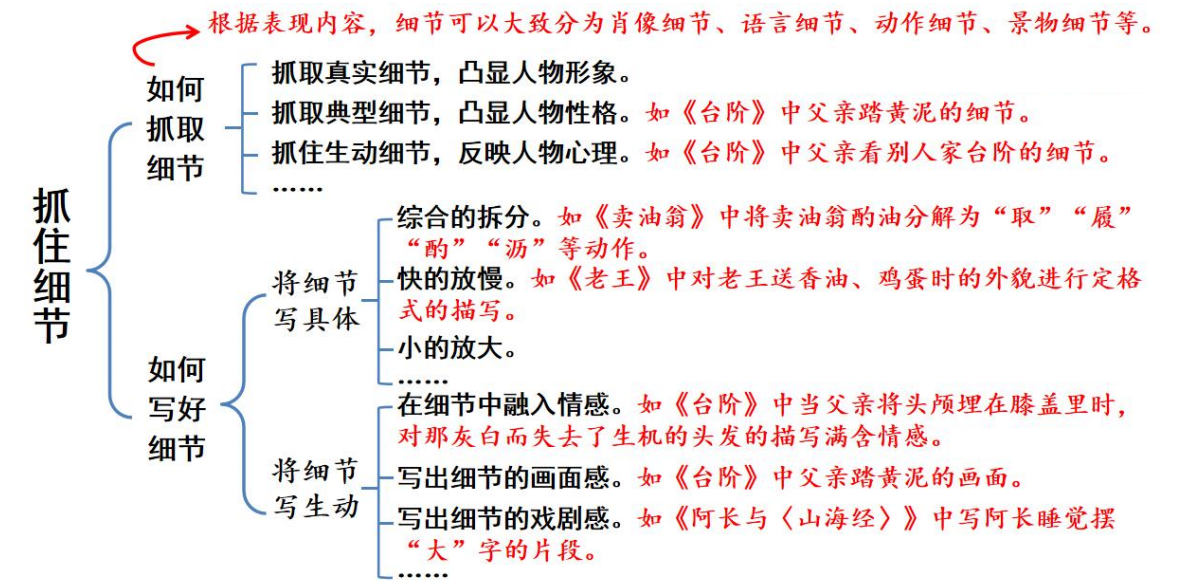 根据表现内容，细节可以大致分为肖像细节、语言细节、动作细节、景物细节等。
抓住细节
如何
抓取
细节
抓取真实细节，凸显人物形象。
抓取典型细节，凸显人物性格。如《台阶》中父亲踏黄泥的细节。
抓住生动细节，反映人物心理。如《台阶》中父亲看别人家台阶的细节。
……
如何
写好
细节
将细节
写具体
综合的拆分。如《卖油翁》中将卖油翁酌油分解为“取”“履”
“酌”“沥”等动作。
快的放慢。如《老王》中对老王送香油、鸡蛋时的外貌进行定格
式的描写。
小的放大。
……
将细节
写生动
在细节中融入情感。如《台阶》中当父亲将头颅埋在膝盖里时，
对那灰白而失去了生机的头发的描写满含情感。
写出细节的画面感。如《台阶》中父亲踏黄泥的画面。
写出细节的戏剧感。如《阿长与〈山海经〉》中写阿长睡觉摆
“大”字的片段。
……